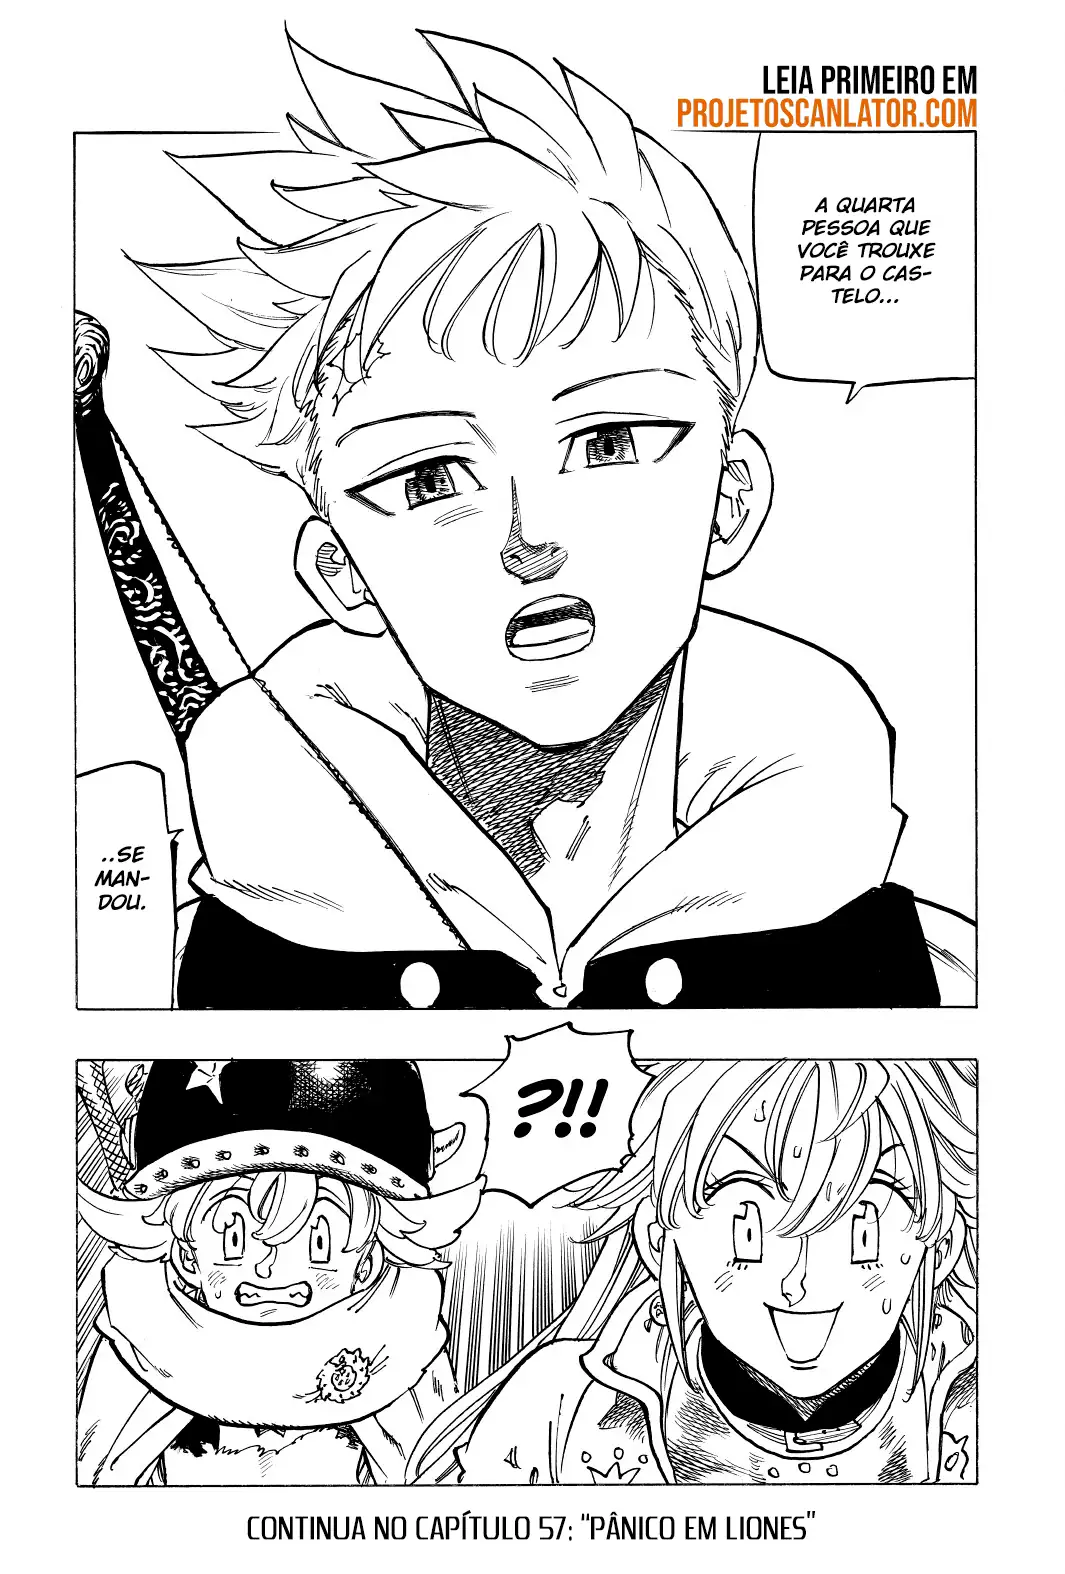 LEIA PRIMEIRO EM
PROJETOSCANLATOR.COM
A QUARTA
PESSOA QUE
VOCÊ TROUXE
PARA O CAS-
TELO...
..SE
MAN-
DOU.
?!!
CONTINUA NO CAPÍTULO 57: “PÂNICO EM LIONES”